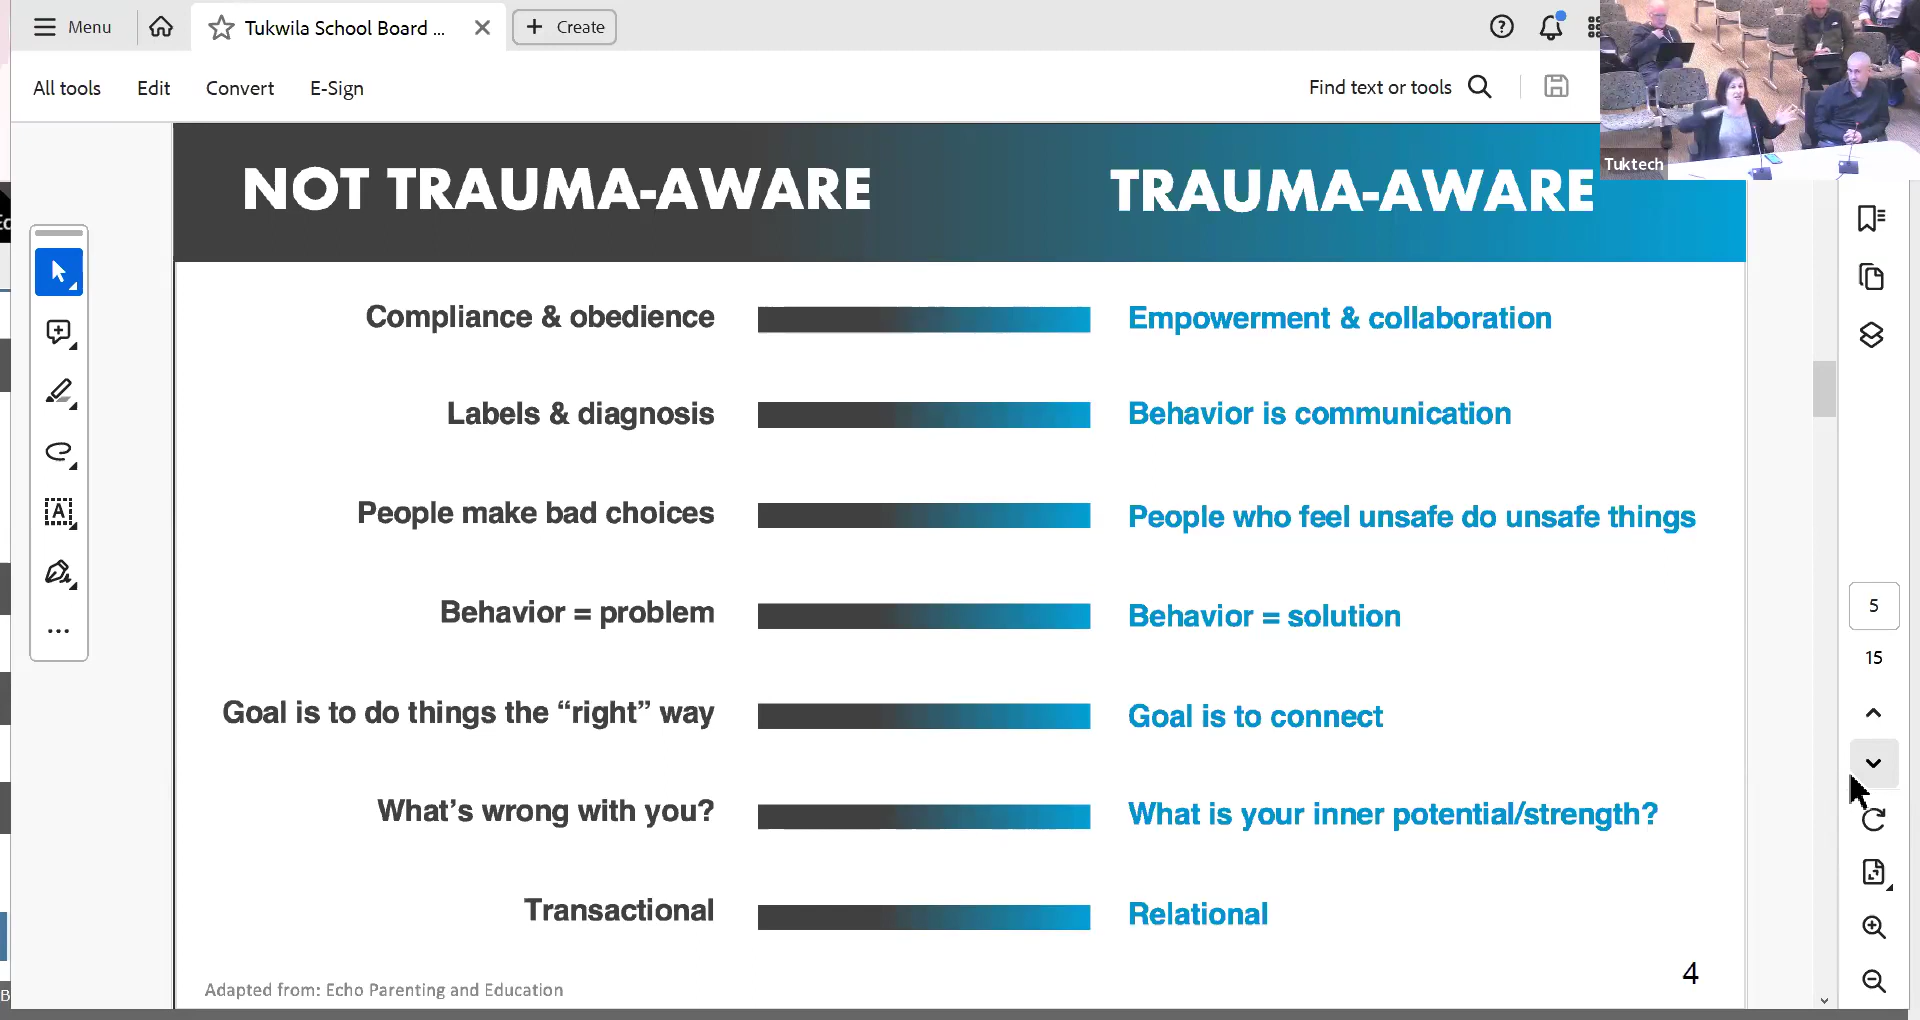 Menu
Tukwila School Board ...
Create
All tools
Edit
Convert
E-Sign
Find text or tools
Tuktech
NOT TRAUMA-AWARE
TRAUMA-AWARE
Compliance & obedience
Empowerment & collaboration
Labels & diagnosis
Behavior is communication
People make bad choices
People who feel unsafe do unsafe things
Behavior = problem
Behavior = solution
Goal is to do things the “right” way
Goal is to connect
What’s wrong with you?
What is your inner potential/strength?
Transactional
Relational
Adapted from: Echo Parenting and Education
4
5
15